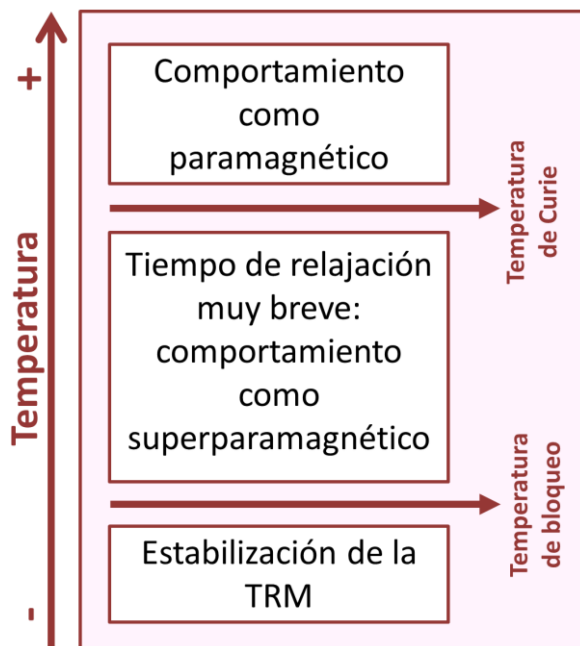 +
Temperatura
-
Comportamiento
como
paramagnético
Temperatura
de Curie
Tiempo de relajación
muy breve:
comportamiento
como
superparamagnético
Temperatura
de bloqueo
Estabilización de la
TRM